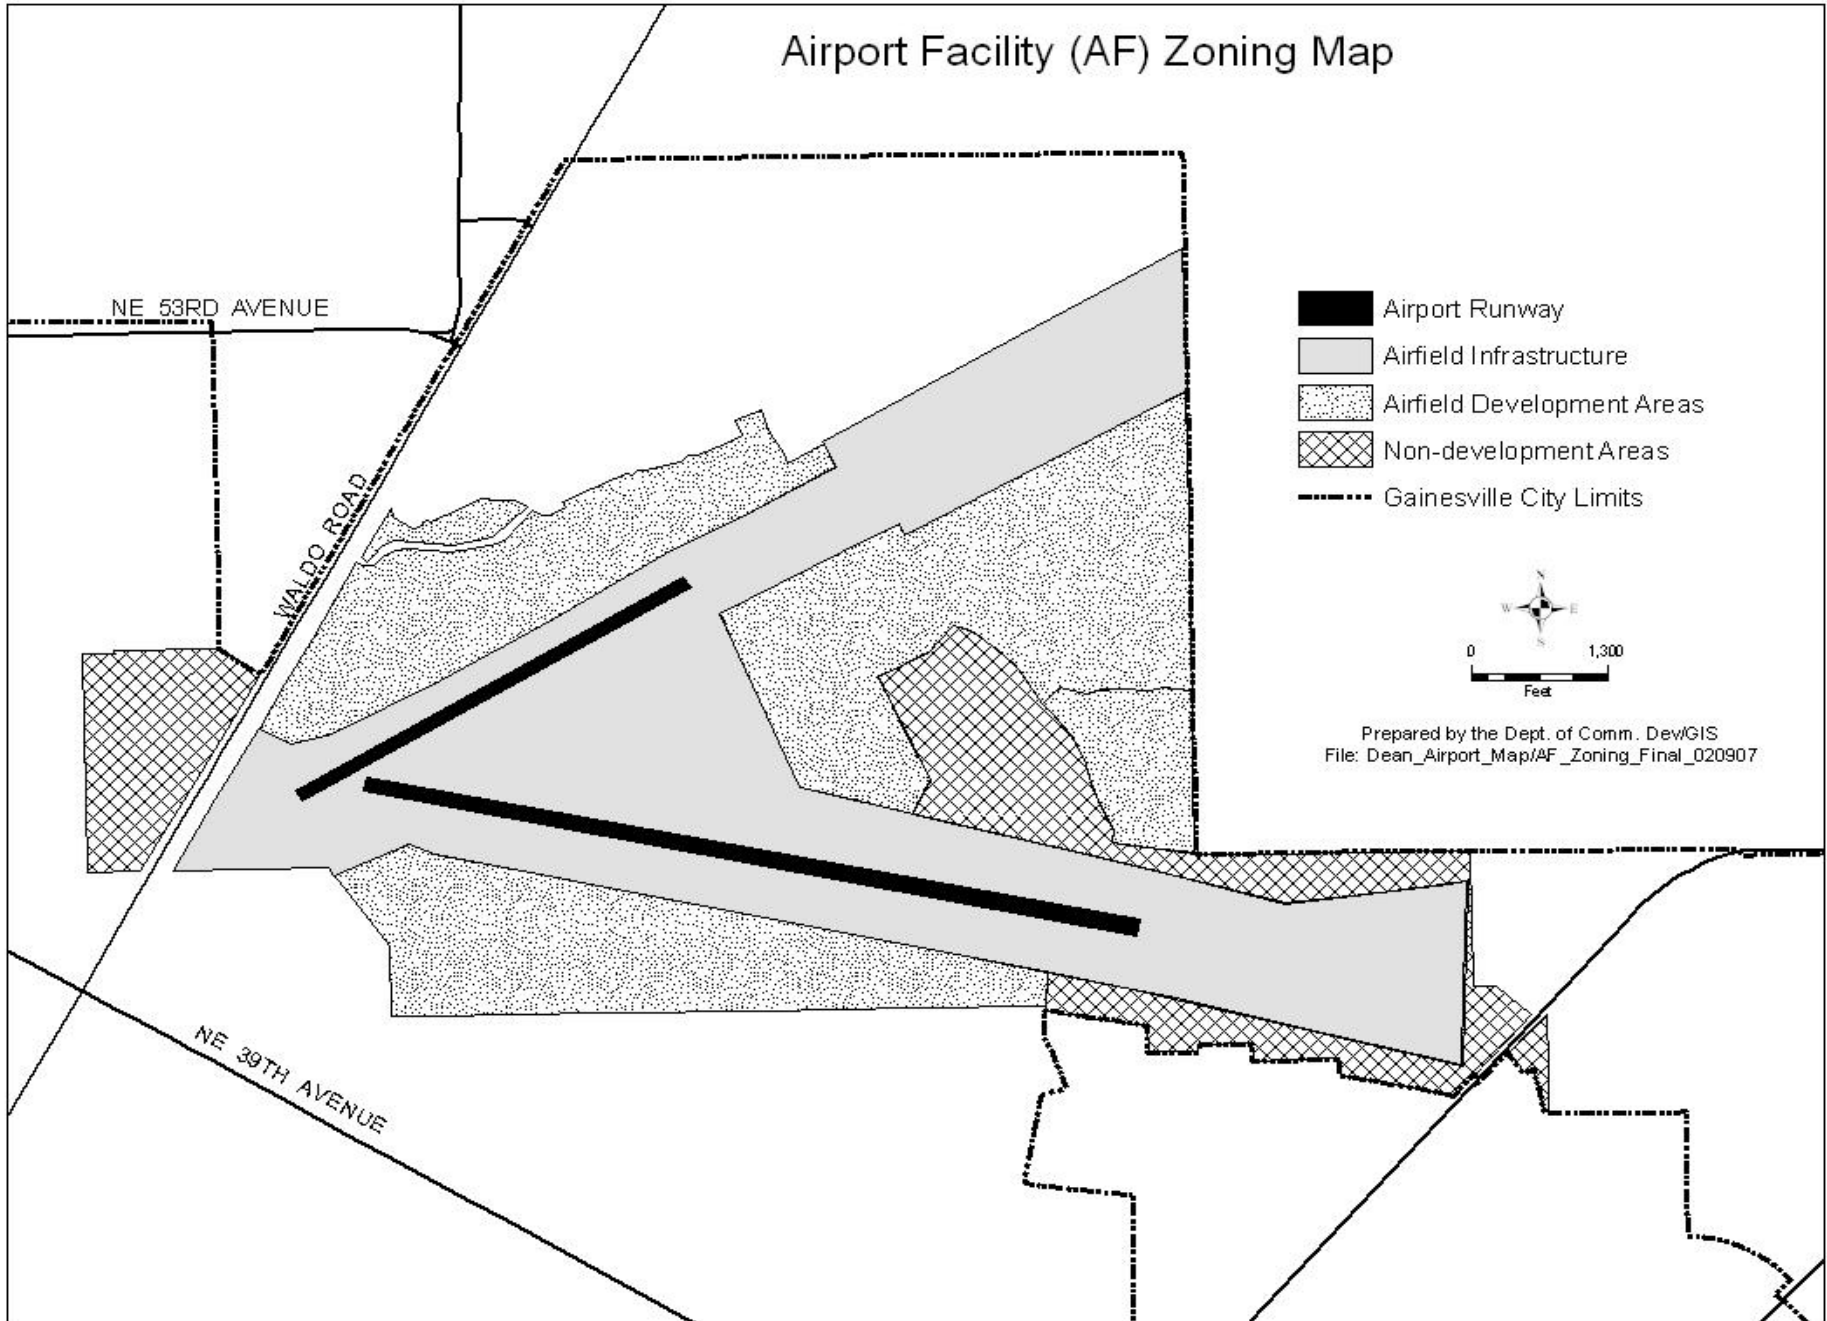 Airport Facility (AF) Zoning Map
NE 53RD AVENUE
Airport Runway
Airfield Infrastructure
Airfield Development Areas
Non-development Areas
Gainesville City Limits
WALDO ROAD
N
W E
S
0 1,300
Feet
Prepared by the Dept. of Comm. Dev/GIS
File: Dean_Airport_Map/AF_Zoning_Final_020907
NE 39TH AVENUE